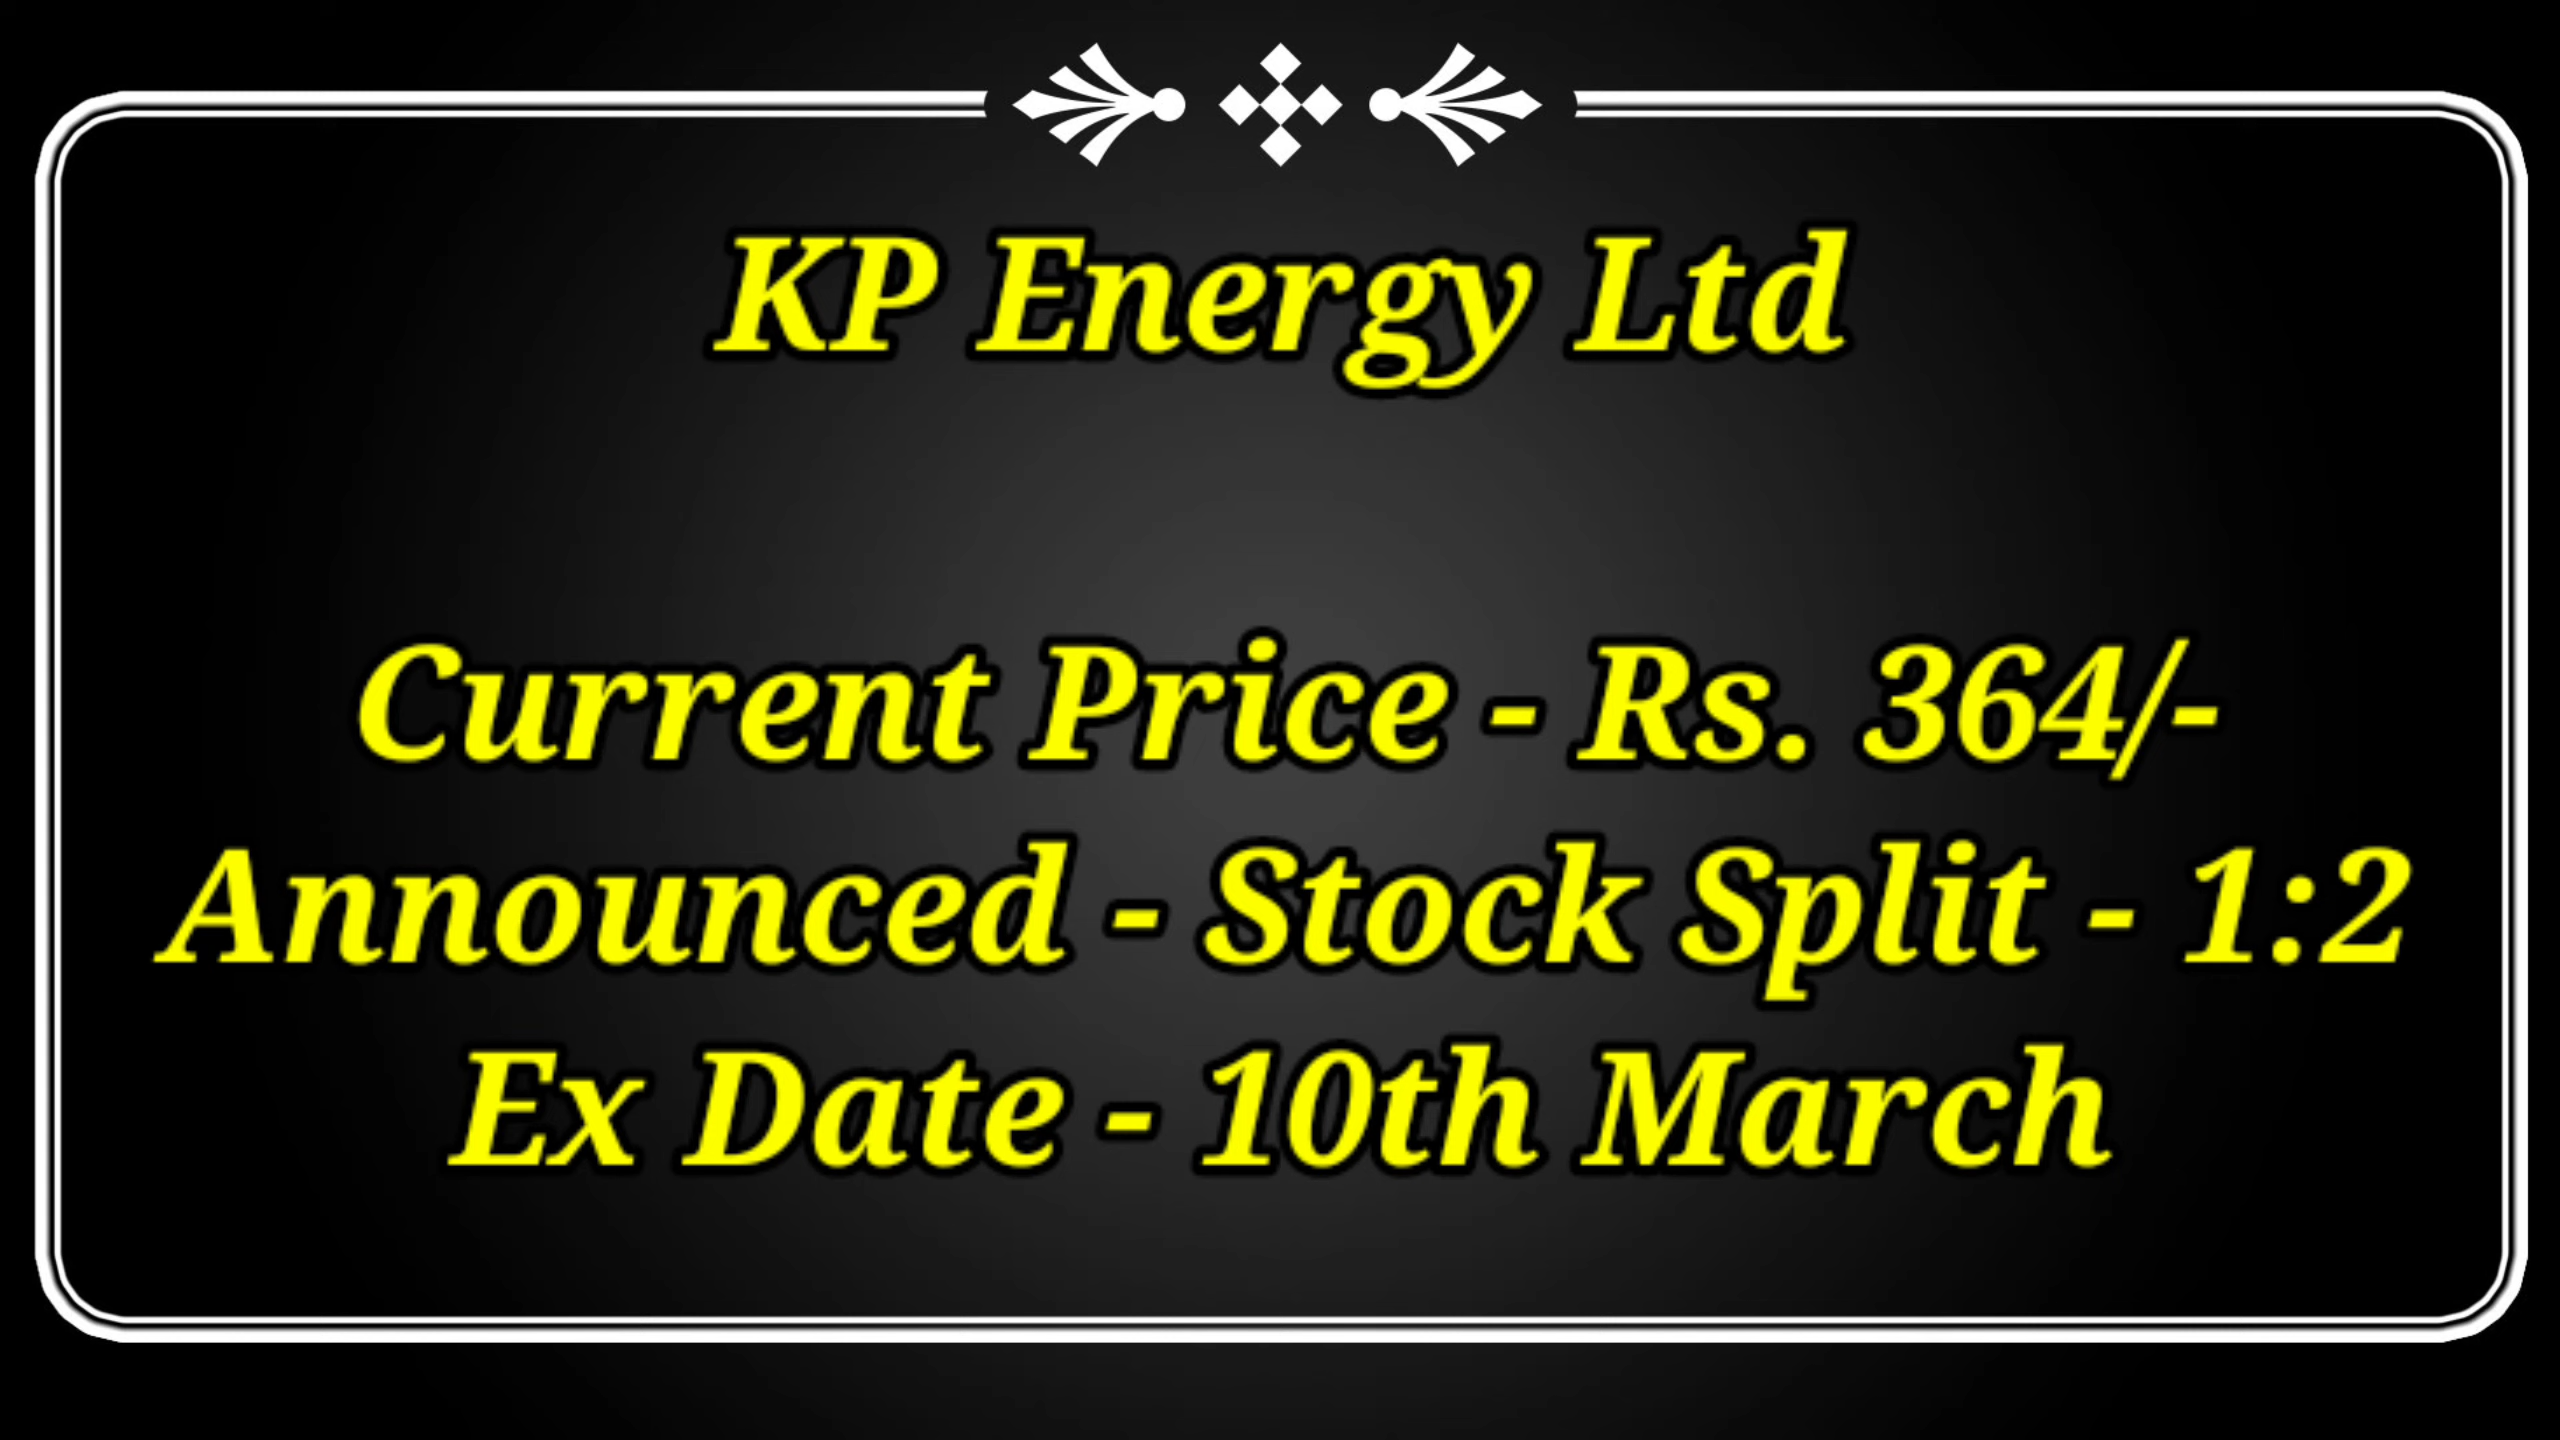 KP Energy Ltd
Current Price - Rs. 364/-
Announced - Stock Split - 1:2
Ex Date - 10th March